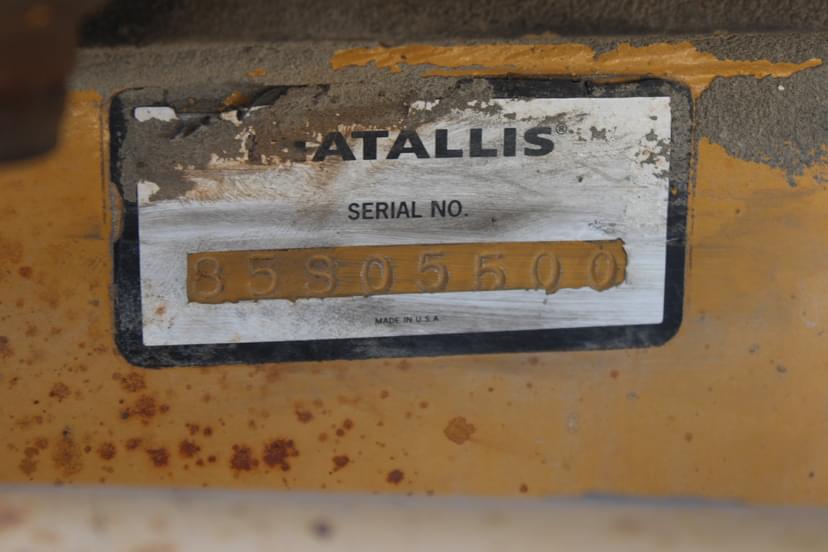 ATALLIS®
SERIAL NO.
85S05500
MADE IN U.S.A